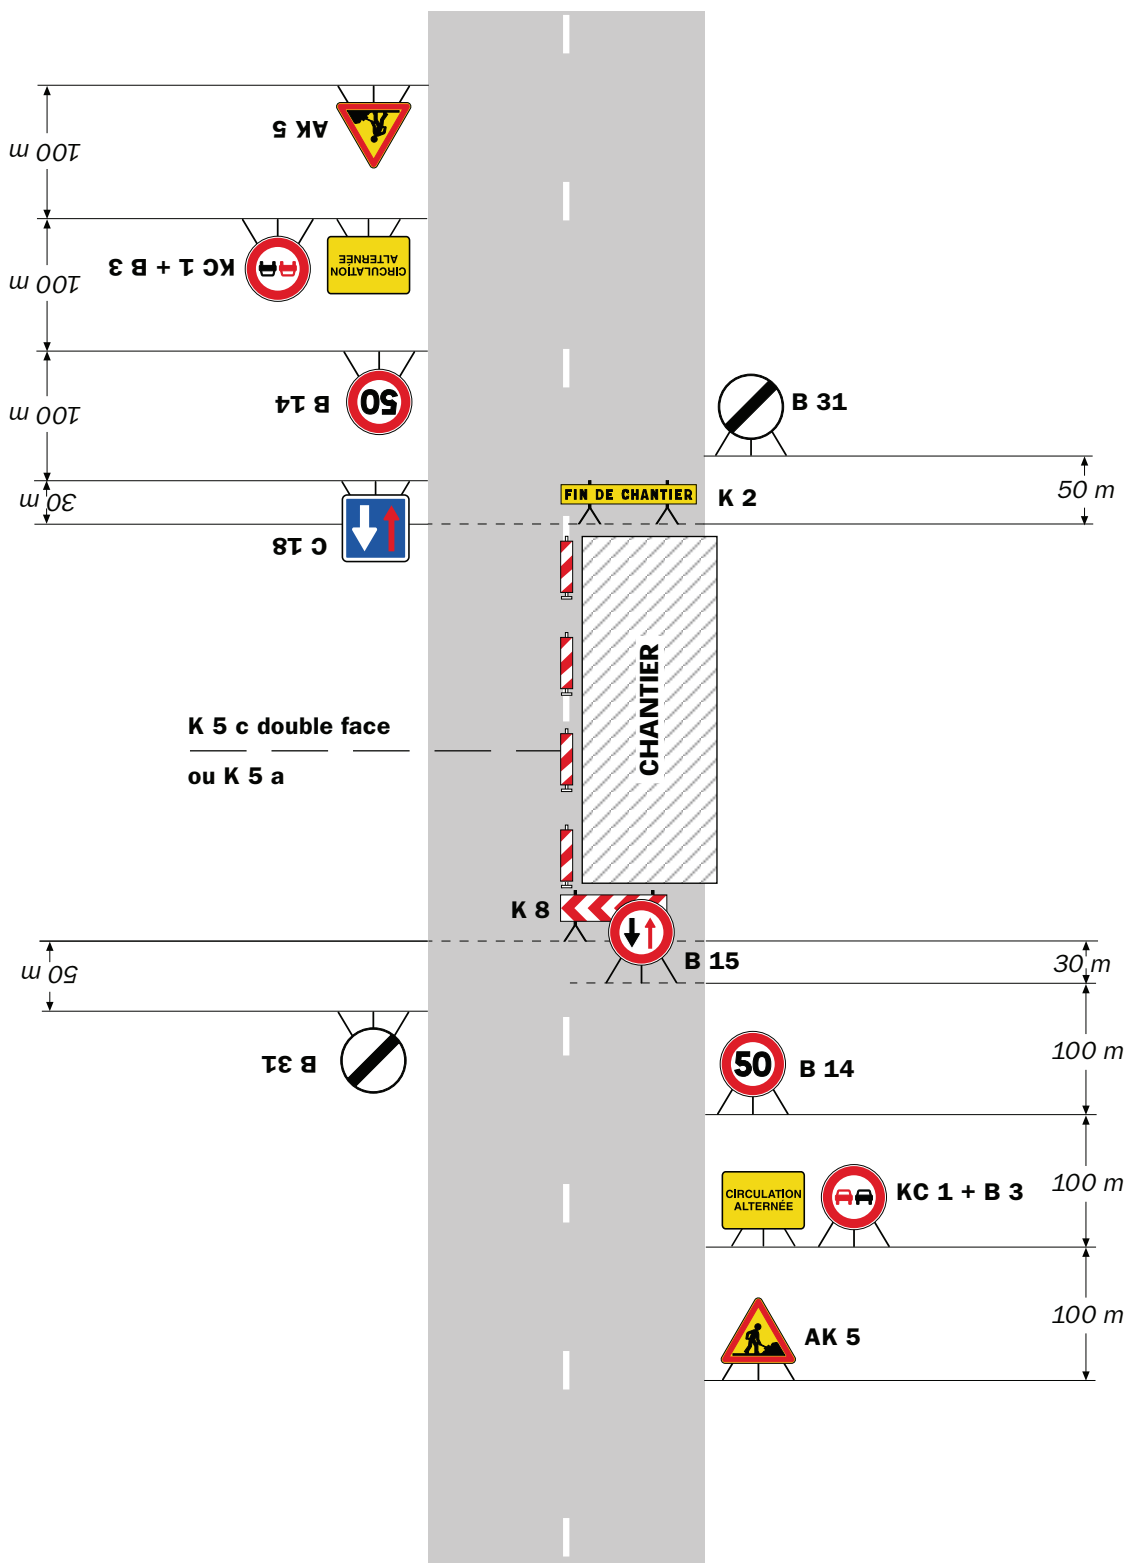 AK 5
100 m
KC 1 + B 3
CIRCULATION
ALTERNÉE
100 m
B 14
50
100 m
B 31
50 m
FIN DE CHANTIER
K 2
30 m
C 18
CHANTIER
K 5 c double face
ou K 5 a
K 8
B 15
30 m
50 m
B 31
50
B 14
100 m
CIRCULATION
ALTERNÉE
KC 1 + B 3
100 m
AK 5
100 m